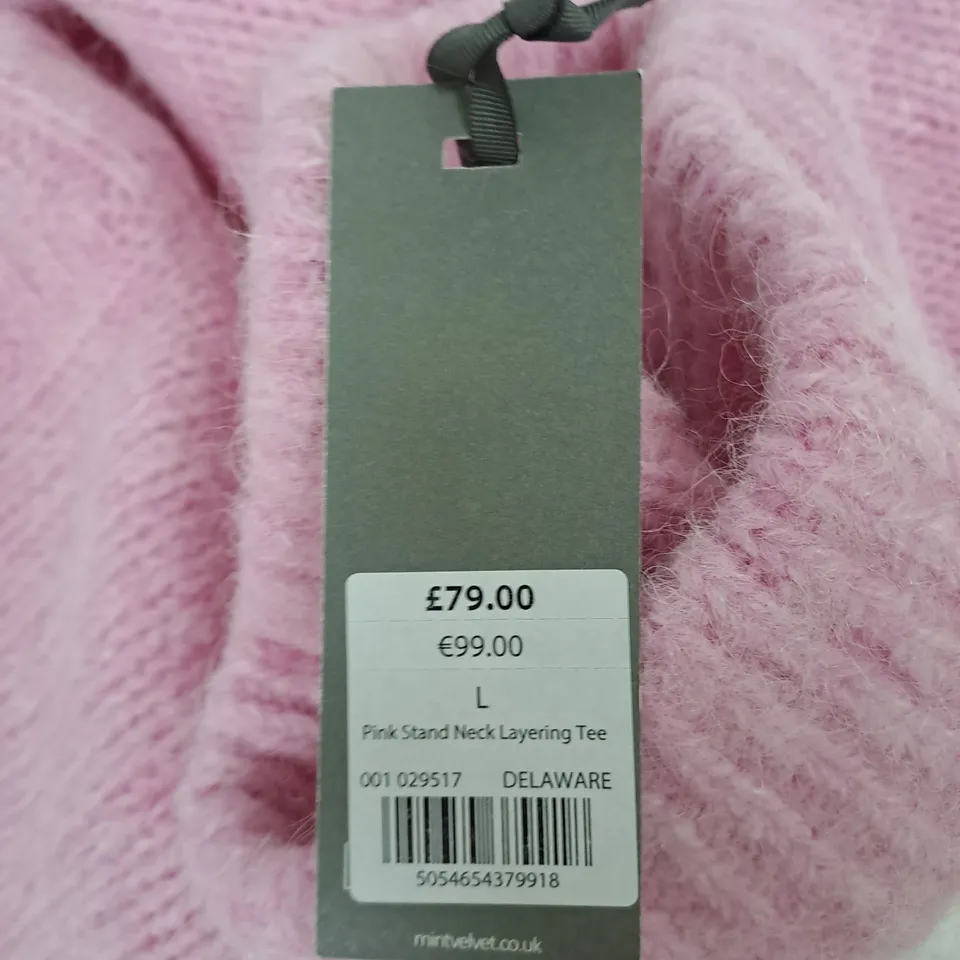 £79.00
€99.00
L
Pink Stand Neck Layering Tee
001 029517 DELAWARE
5054654379918
mintvelvet.co.uk